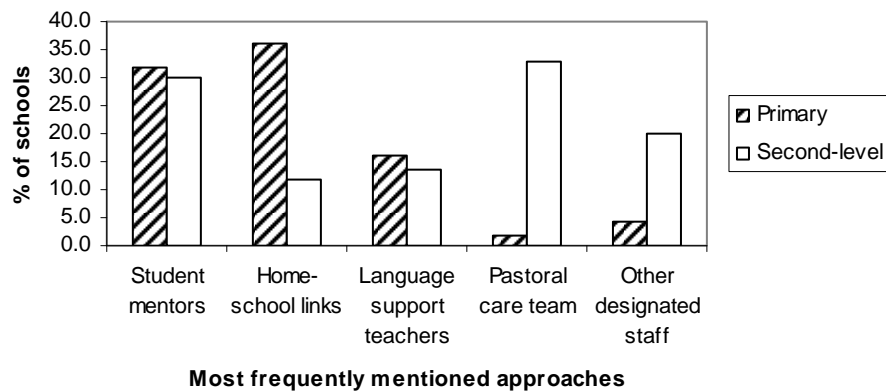 40.0
35.0
30.0
25.0
20.0
15.0
10.0
5.0
0.0
% of schools
Student
mentors
Home-
school links
Language
support
teachers
Pastoral
care team
Other
designated
staff
Most frequently mentioned approaches
Primary
Second-level